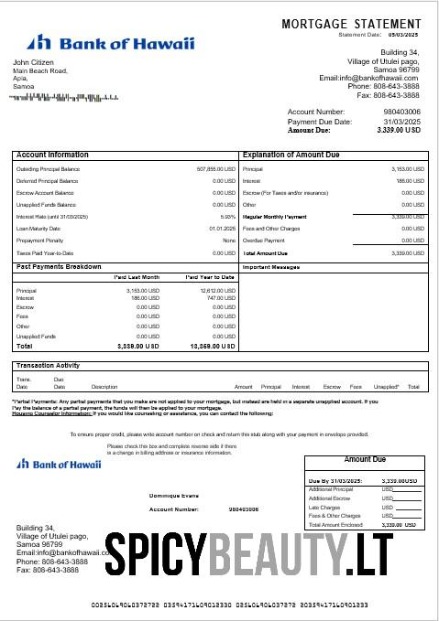 MORTGAGE STATEMENT
Statement Date: 05/03/2025
Bank of Hawaii
John Citizen
Main Beach Road,
Apia,
Samoa
Building 34,
Village of Utulei pago,
Samoa 96799
Email:info@bankofhawaii.com
Phone: 808-643-3888
Fax: 808-643-3888
Account Number: 980403006
Payment Due Date: 31/03/2025
Amount Due: 3,339.00 USD
Account Information
Outstanding Principal Balance 507,855.00 USD
Deferred Principal Balance 0.00 USD
Escrow Account Balance 0.00 USD
Unapplied Funds Balance 0.00 USD
Interest Rate (until 31/03/2025)
Loan Maturity Date 01.01.2025
Prepayment Penalty None
Taxes Paid Year-to-Date 0.00 USD
Explanation of Amount Due
Principal 3,153.00 USD
Interest 186.00 USD
Escrow (For Taxes and/or Insurance) 0.00 USD
Other 0.00 USD
Regular Monthly Payment 3,339.00 USD
Fees and Other Charges 0.00 USD
Overdue Payment 0.00 USD
Total Amount Due 3,339.00 USD
Past Payments Breakdown
Paid Last Month Paid Year to Date
Principal 3,153.00 USD 12,612.00 USD
Interest 186.00 USD 747.00 USD
Escrow 0.00 USD 0.00 USD
Fees 0.00 USD 0.00 USD
Other 0.00 USD 0.00 USD
Unapplied Funds 0.00 USD 0.00 USD
Total 3,339.00 USD
Important Messages
Transaction Activity
Trans. Due
Date Date Description Amount Principal Interest Escrow Fees Unapplied* Total
*Partial Payments: Any partial payments that you make are not applied to your mortgage, but instead are held in a separate unapplied account. If you
Pay the balance of a partial payment, the funds will then be applied to your mortgage.
Housing Counselor Information: If you would like counseling or assistance, you can contact the following:
To ensure proper credit, please write account number on check and return this stub along with your payment in envelope provided.
Please check this box and complete reverse side if there
is a change in billing address or insurance information.
Bank of Hawaii
Dominique Evans
Account Number: 980403006
Amount Due
Due By 31/03/2025: 3,339.00 USD
Additional Principal USD
Additional Escrow USD
Late Charges USD
Fees & Other Charges USD
Total Amount Enclosed 3,339.00 USD
Building 34,
Village of Utulei pago,
Samoa 96799
Email:info@bankofhawaii.co
Phone: 808-643-3888
Fax: 808-643-3888
SPICYBEAUTY.LT